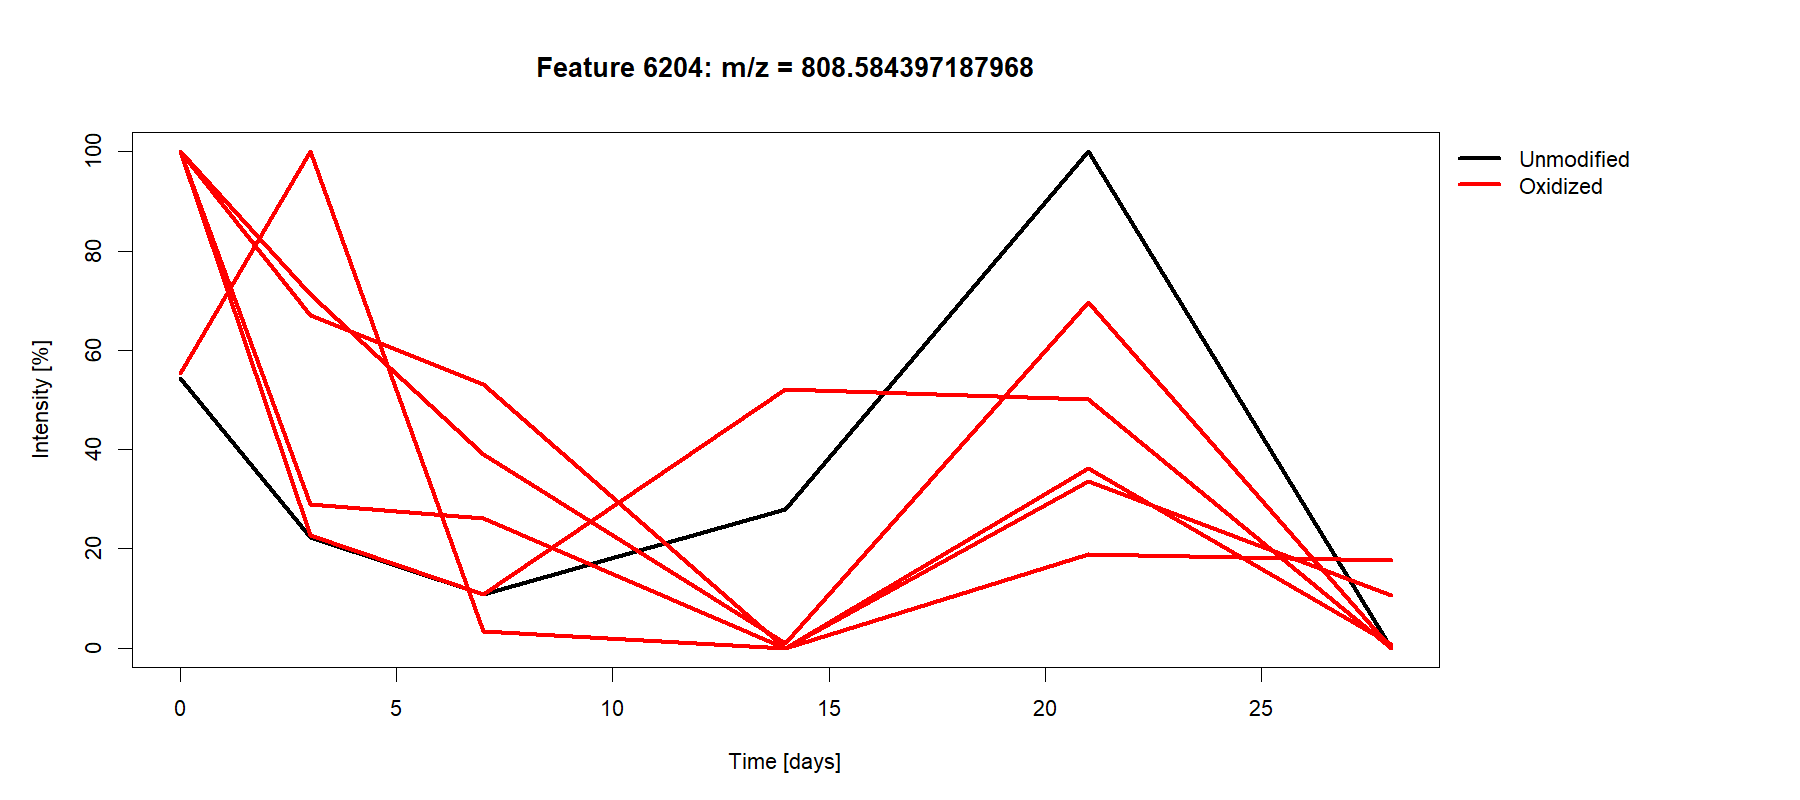 Feature 6204: m/z = 808.584397187968
Unmodified
Oxidized
Intensity [%]
100
80
60
40
20
0
0 5 10 15 20 25
Time [days]